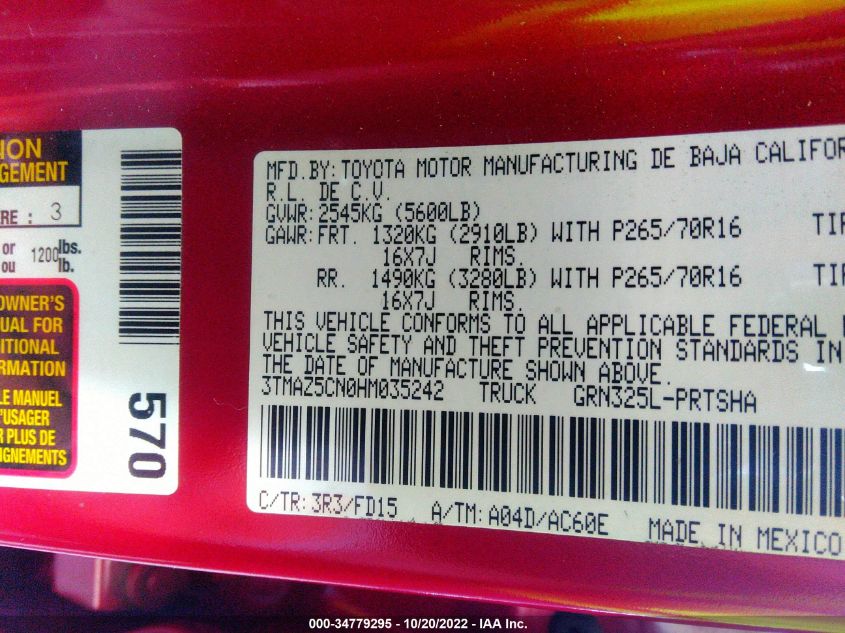 ION
GEMENT
ERE : 3
or 1200 lbs.
ou lb.
OWNER'S
UAL FOR
ITIONAL
RMATION
LE MANUEL
'USAGER
R PLUS DE
IGNEMENTS
570
MFD.BY: TOYOTA MOTOR MANUFACTURING DE BAJA CALIFOR
R.L. DE C.V.
GVWR: 2545KG (5600LB)
GAWR: FRT. 1320KG (2910LB) WITH P265/70R16 TIR
16X7J RIMS.
RR. 1490KG (3280LB) WITH P265/70R16 TIR
16X7J RIMS.
THIS VEHICLE CONFORMS TO ALL APPLICABLE FEDERAL
VEHICLE SAFETY AND THEFT PREVENTION STANDARDS IN
THE DATE OF MANUFACTURE SHOWN ABOVE.
3TMAZ5CN0HM035242 TRUCK GRN325L-PRTSHA
C/TR: 3R3/FD15 A/TM: A04D/AC60E MADE IN MEXICO
000-34779295 - 10/20/2022 - IAA Inc.